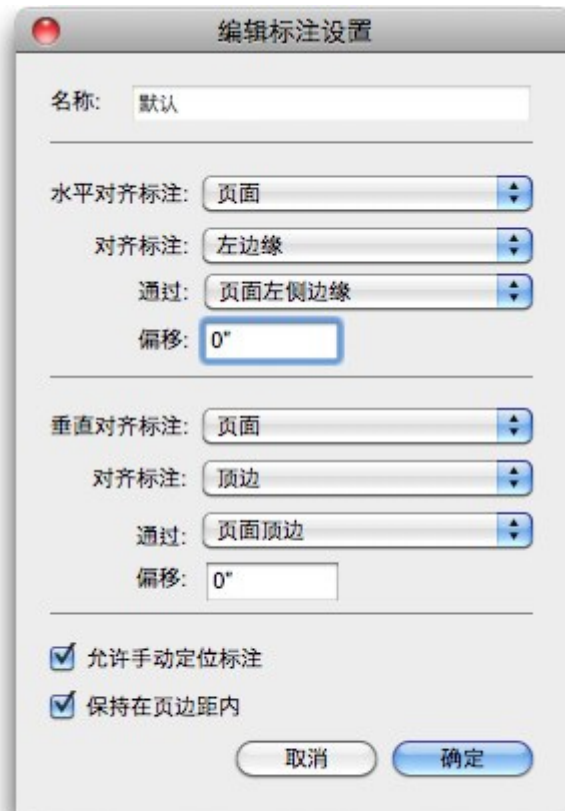 编辑标注设置
名称: 默认
水平对齐标注: 页面
对齐标注: 左边缘
通过: 页面左侧边缘
偏移: 0"
垂直对齐标注: 页面
对齐标注: 顶边
通过: 页面顶边
偏移: 0"
允许手动定位标注
保持在页边距内
取消 确定